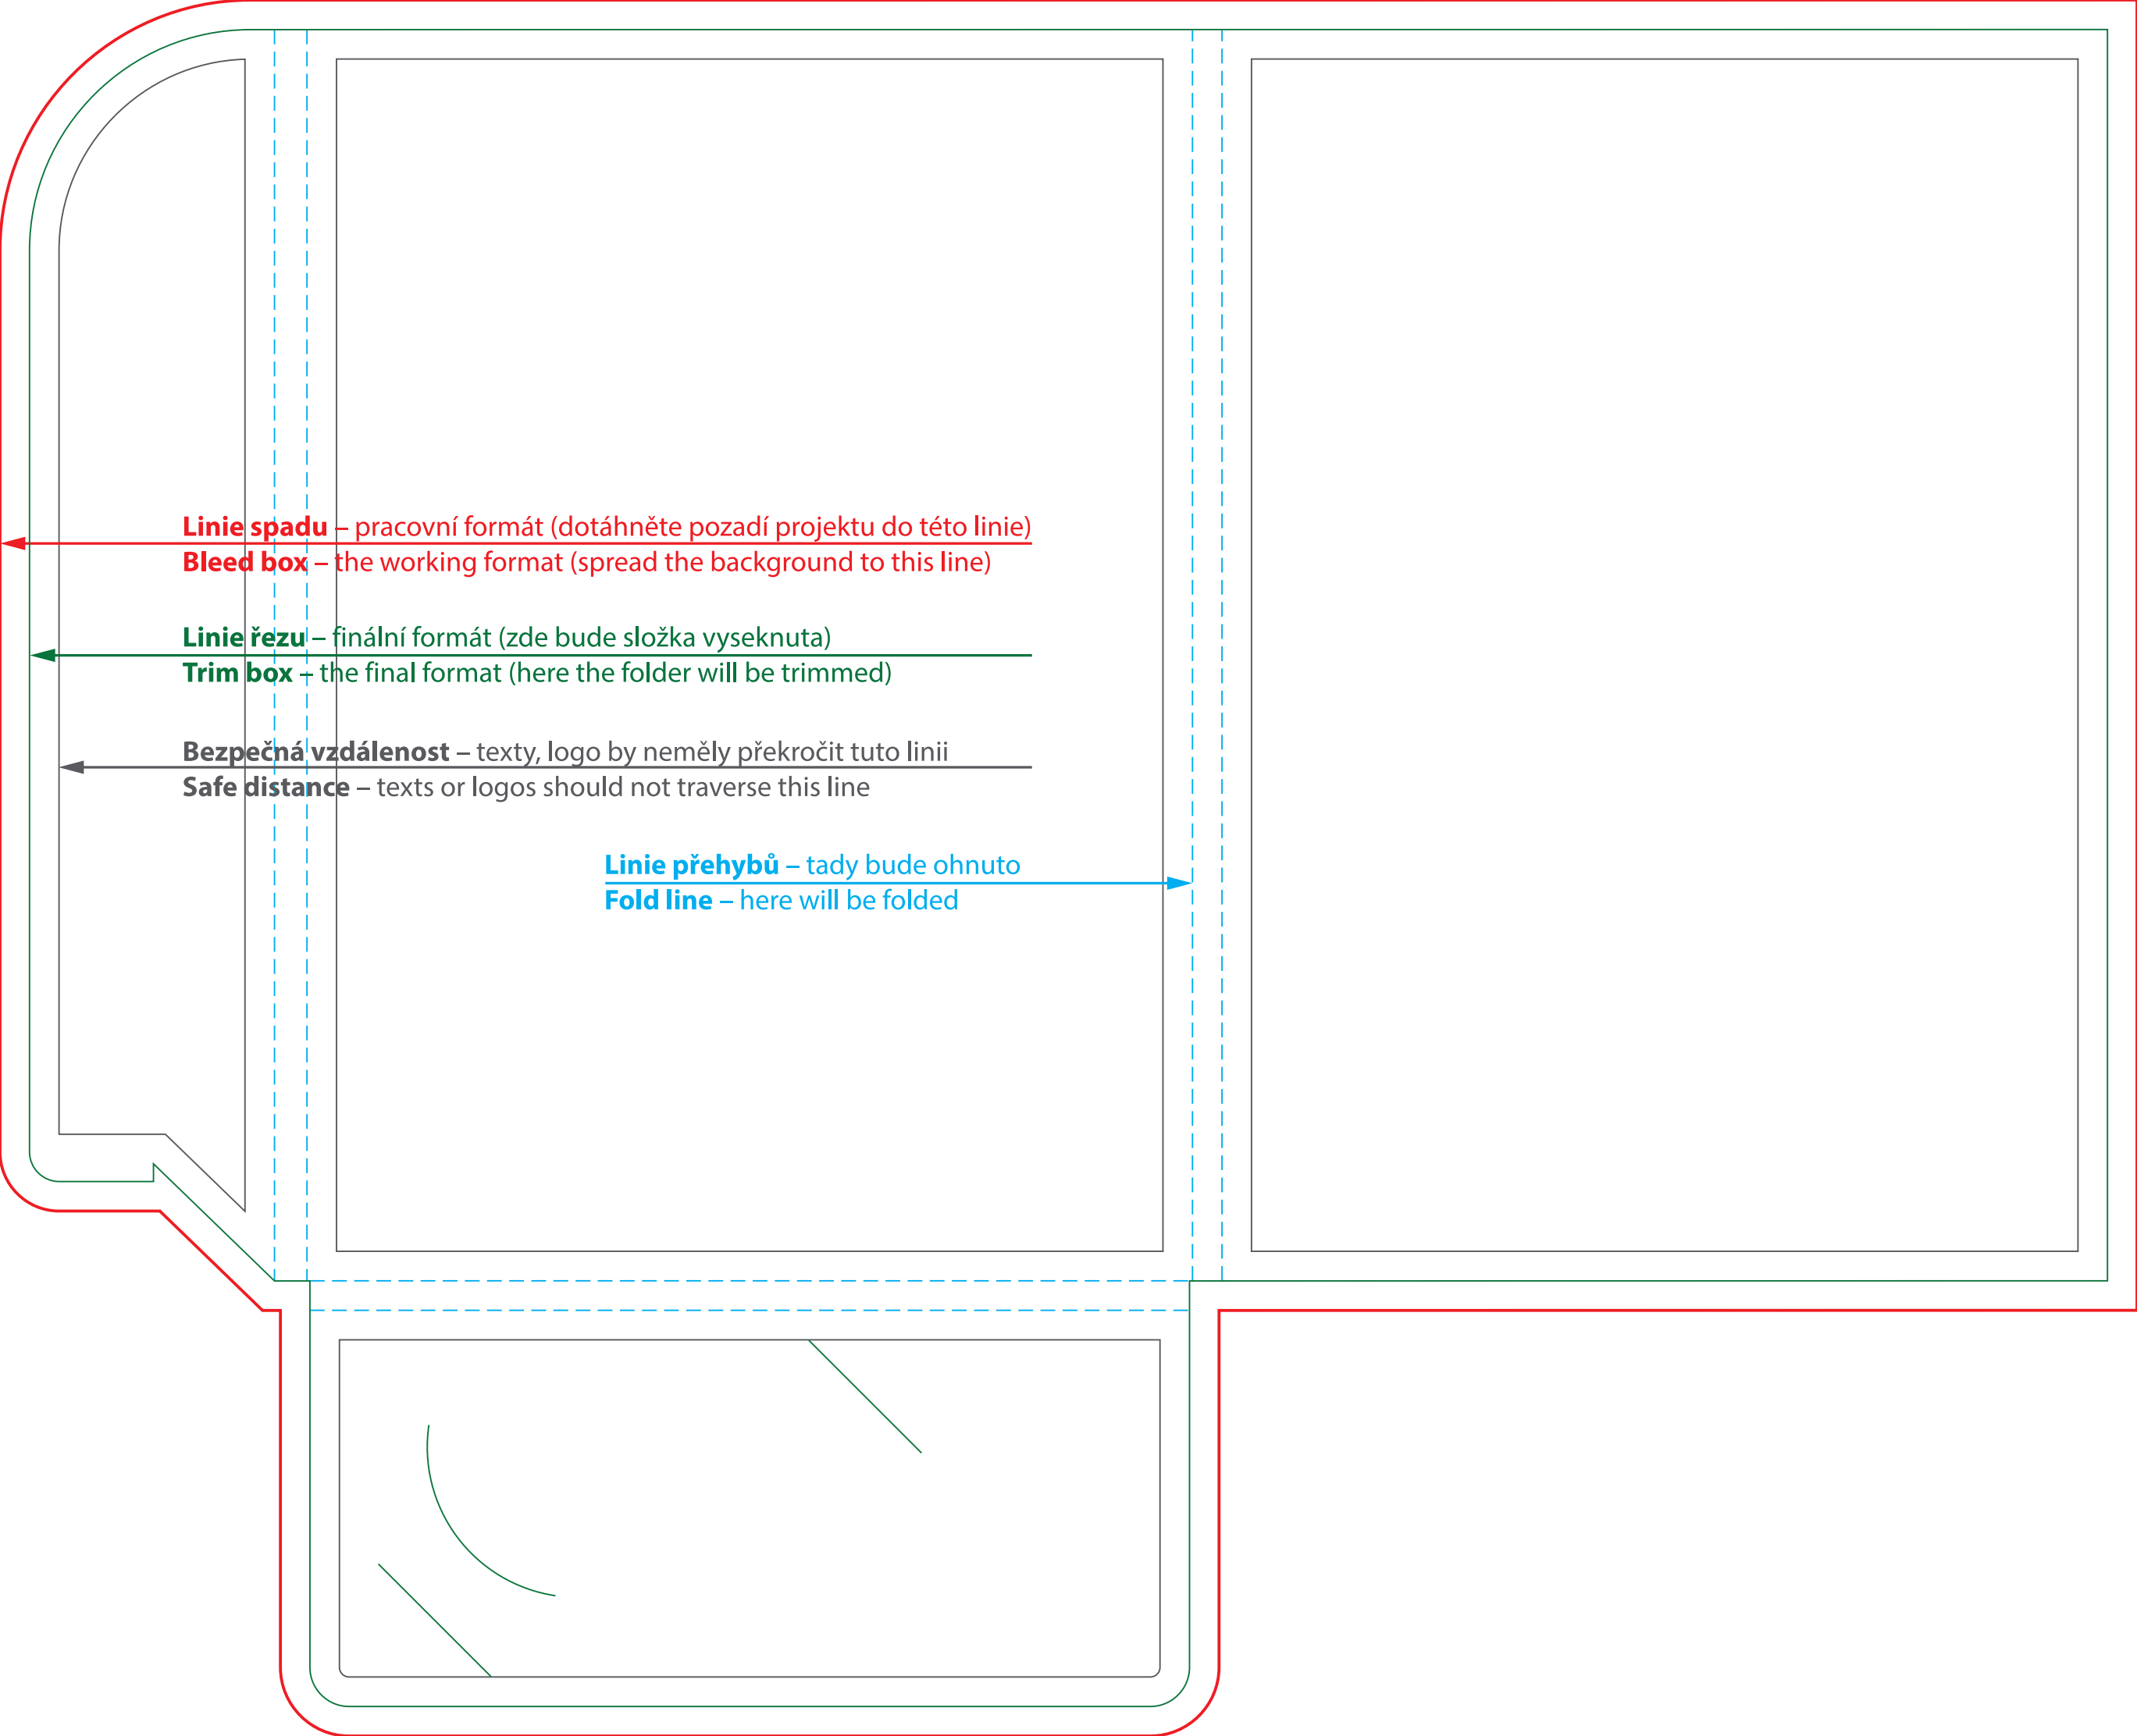 Linie spadu – pracovní formát (dotáhněte pozadí projektu do této linie)
Bleed box – the working format (spread the background to this line)
Linie řezu – finální formát (zde bude složka vyseknuta)
Trim box – the final format (here the folder will be trimmed)
Bezpečná vzdálenost – texty, logo by neměly překročit tuto linii
Safe distance – texts or logos should not traverse this line
Linie přehybů – tady bude ohnuto
Fold line – here will be folded